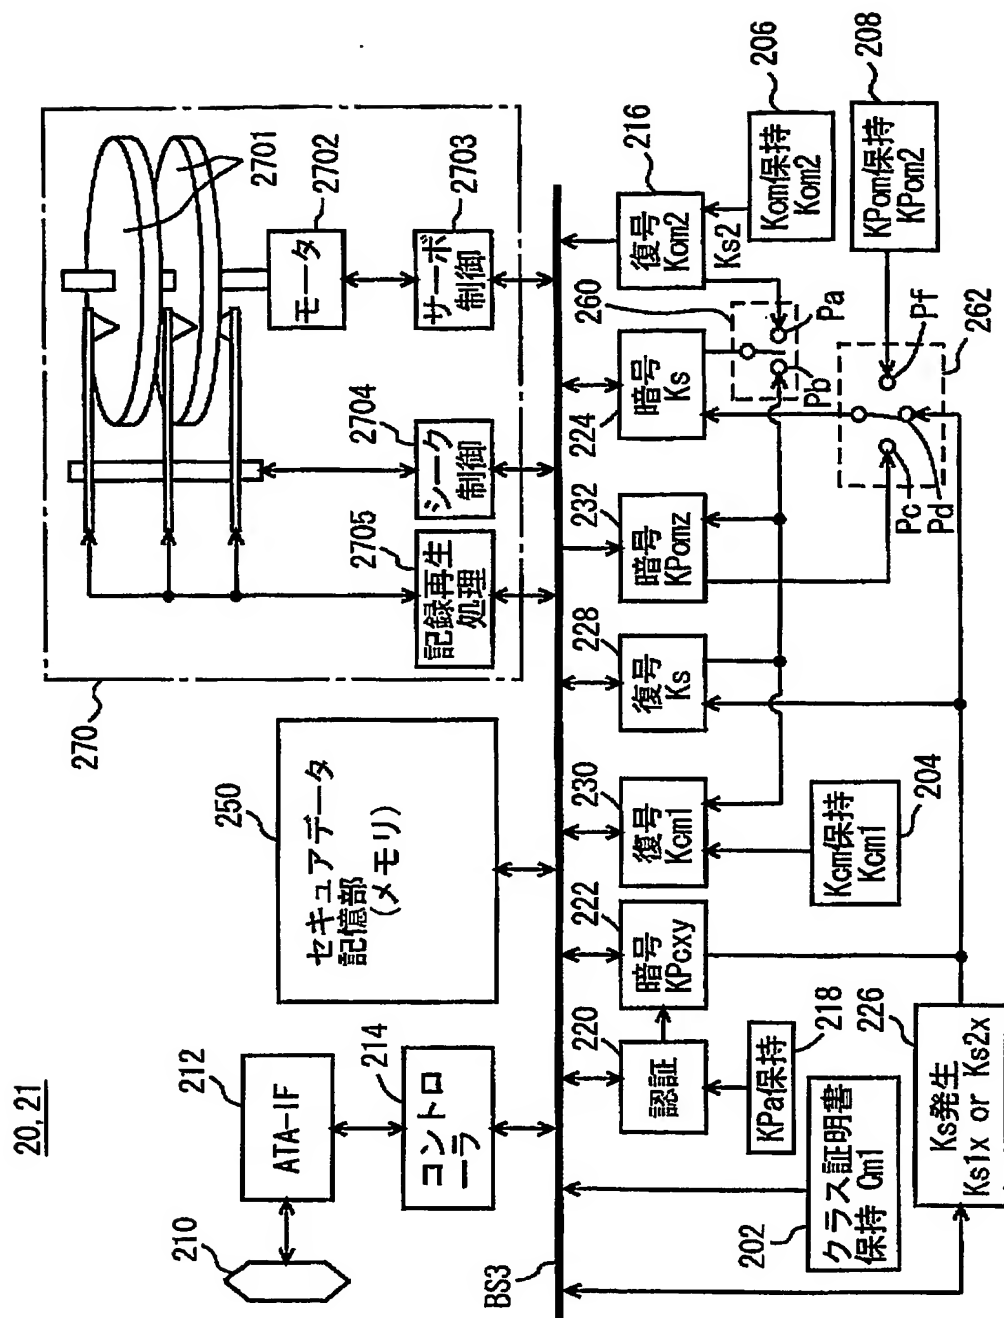 20, 21
210
212
ATA-IF
214
コントロ
ーラ
250
セキュアデータ
記憶部
(メモリ)
270
2701
2702
モータ
2703
サーボ
制御
2704
シーク
制御
2705
記録再生
処理
BS3
202
クラス証明書
保持 Cm1
220
認証
218
KPa保持
222
暗号
KPcxy
226
Ks発生
Ks1x or Ks2x
230
復号
Kcm1
204
Kcm保持
Kcm1
228
復号
Ks
232
暗号
KPomz
224
暗号
Ks
260
Pa
Pb
216
復号
Kom2
Ks2
206
Kom保持
Kom2
208
KPom保持
KPom2
262
Pc
Pd
Pf